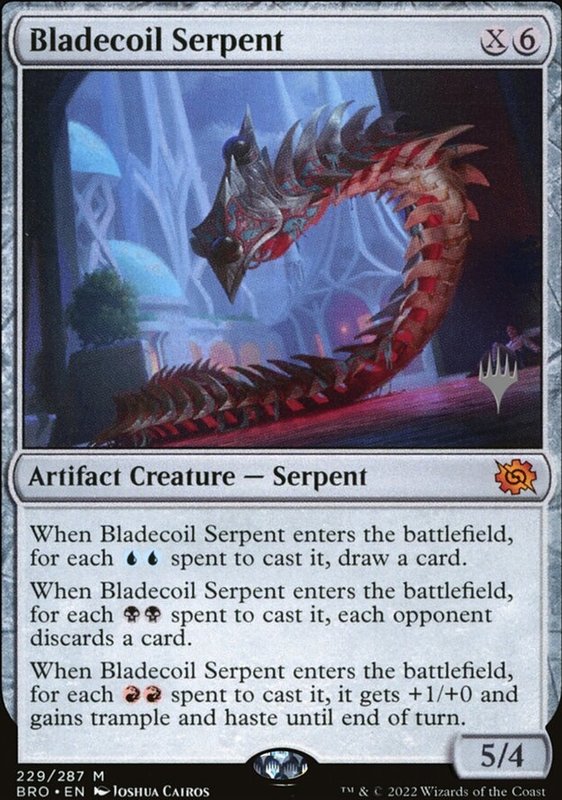 Bladecoil Serpent X 6
Artifact Creature — Serpent
When Bladecoil Serpent enters the battlefield,
for each spent to cast it, draw a card.
When Bladecoil Serpent enters the battlefield,
for each spent to cast it, each opponent
discards a card.
When Bladecoil Serpent enters the battlefield,
for each spent to cast it, it gets +1/+0 and
gains trample and haste until end of turn.
5/4
229/287 M
BRO • EN Joshua Cairos
™ & © 2022 Wizards of the Coast